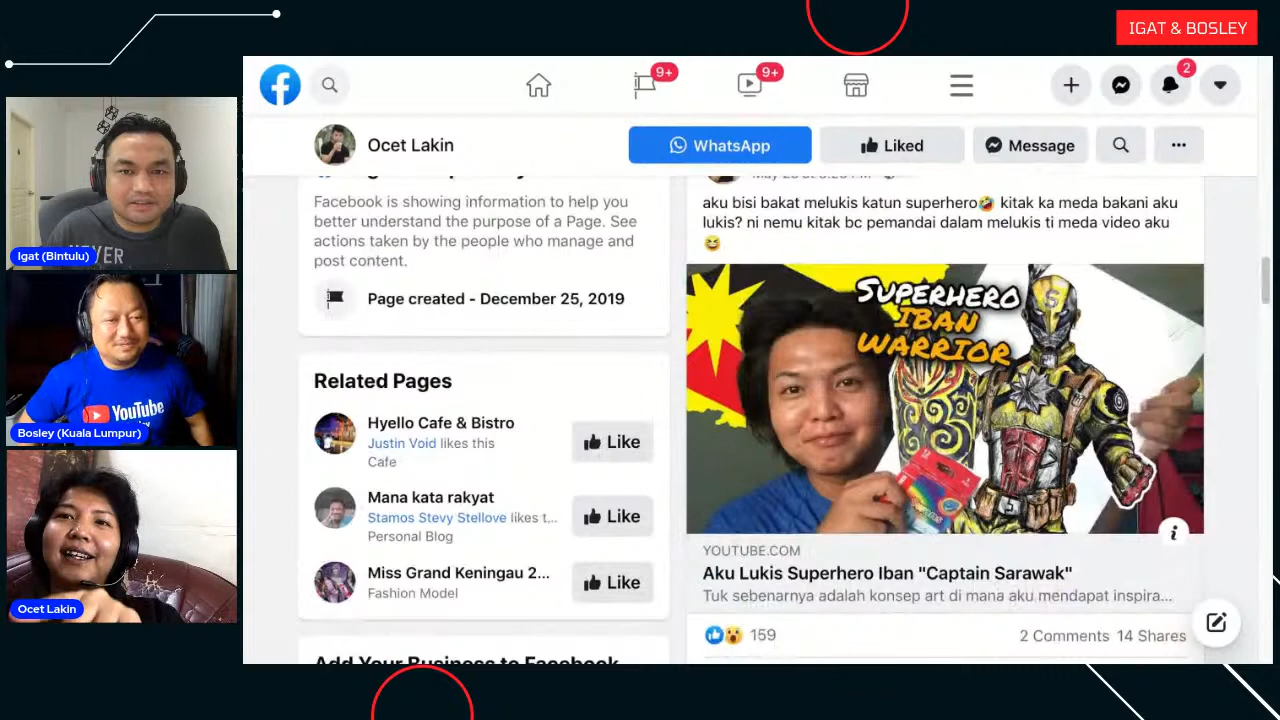 IGAT & BOSLEY
9+
9+
2
Ocet Lakin
WhatsApp
Liked
Message
Facebook is showing information to help you
better understand the purpose of a Page. See
actions taken by the people who manage and
post content.
Page created - December 25, 2019
Related Pages
Hyello Cafe & Bistro
Justin Void likes this
Cafe
Like
Mana kata rakyat
Stamos Stevy Stellove likes t...
Personal Blog
Like
Miss Grand Keningau 2...
Fashion Model
Like
Add Your Business to Facebook
aku bisi bakat melukis katun superhero🤣 kitak ka meda bakani aku
lukis? ni nemu kitak bc pemandai dalam melukis ti meda video aku
😆
SUPERHERO
IBAN
WARRIOR
S
YOUTUBE.COM
Aku Lukis Superhero Iban "Captain Sarawak"
Tuk sebenarnya adalah konsep art di mana aku mendapat inspira...
159
2 Comments 14 Shares
Igat (Bintulu)
YouTube
Bosley (Kuala Lumpur)
Ocet Lakin